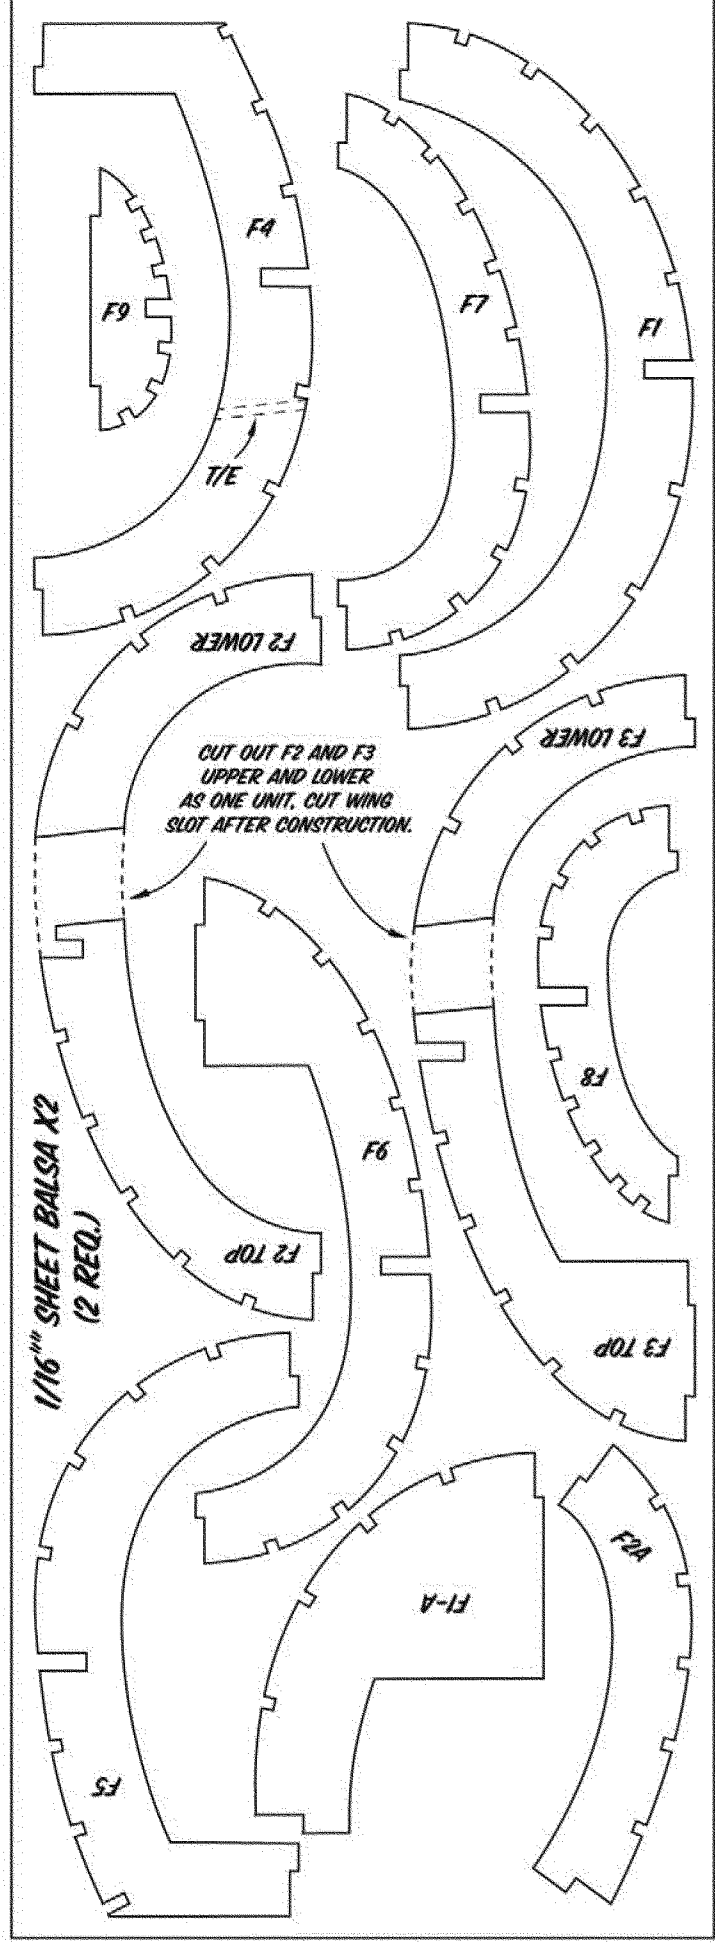 F4
F9
F7
F1
T/E
F2 LOWER
F3 LOWER
CUT OUT F2 AND F3
UPPER AND LOWER
AS ONE UNIT. CUT WING
SLOT AFTER CONSTRUCTION.
F8
F6
1/16"" SHEET BALSA X2
(2 REQ.)
F2 TOP
F3 TOP
F2A
F1-A
F5